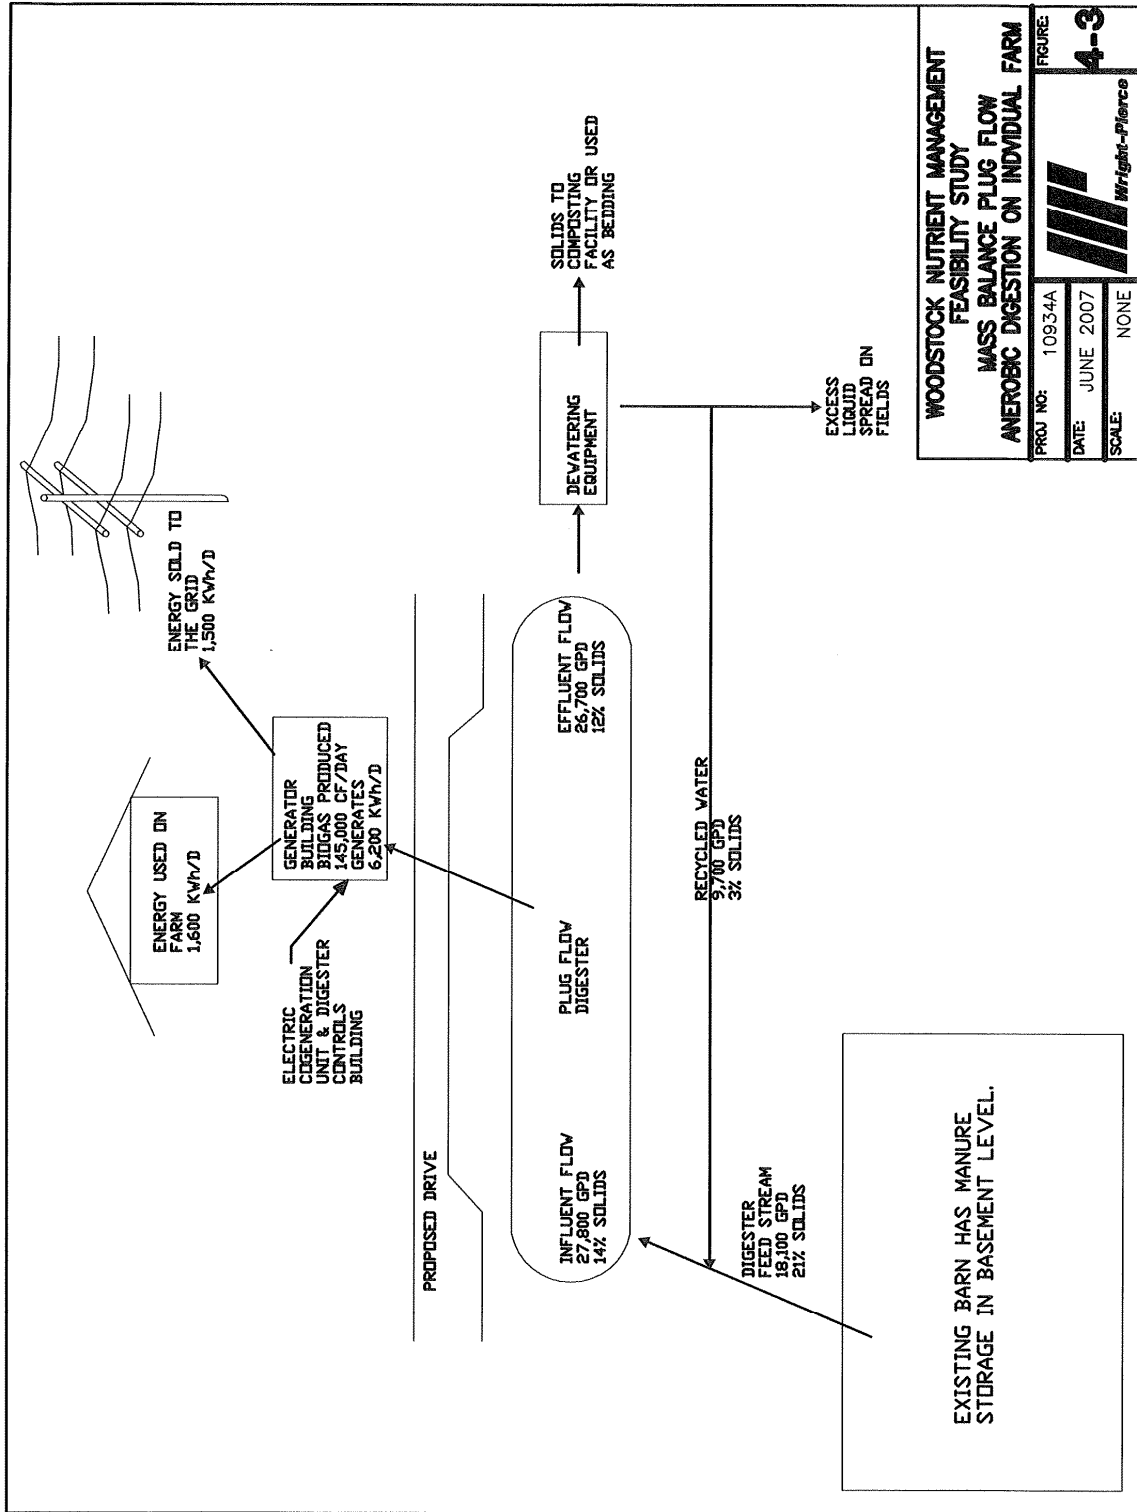 ENERGY USED ON
FARM
1,600 KWh/D
ENERGY SOLD TO
THE GRID
1,500 KWh/D
ELECTRIC
COGENERATION
UNIT & DIGESTER
CONTROLS
BUILDING
GENERATOR
BUILDING
BIOGAS PRODUCED
145,000 CF/DAY
GENERATES
6,200 KWh/D
PROPOSED DRIVE
INFLUENT FLOW
27,800 GPD
14% SOLIDS
PLUG FLOW
DIGESTER
EFFLUENT FLOW
26,700 GPD
12% SOLIDS
DEWATERING
EQUIPMENT
SOLIDS TO
COMPOSTING
FACILITY OR USED
AS BEDDING
RECYCLED WATER
9,700 GPD
3% SOLIDS
DIGESTER
FEED STREAM
18,100 GPD
21% SOLIDS
EXCESS
LIQUID
SPREAD ON
FIELDS
EXISTING BARN HAS MANURE
STORAGE IN BASEMENT LEVEL.
WOODSTOCK NUTRIENT MANAGEMENT
FEASIBILITY STUDY
MASS BALANCE PLUG FLOW
ANEROBIC DIGESTION ON INDIVIDUAL FARM
PROJ NO: 10934A
DATE: JUNE 2007
SCALE: NONE
Wright-Pierce
FIGURE:
4-3